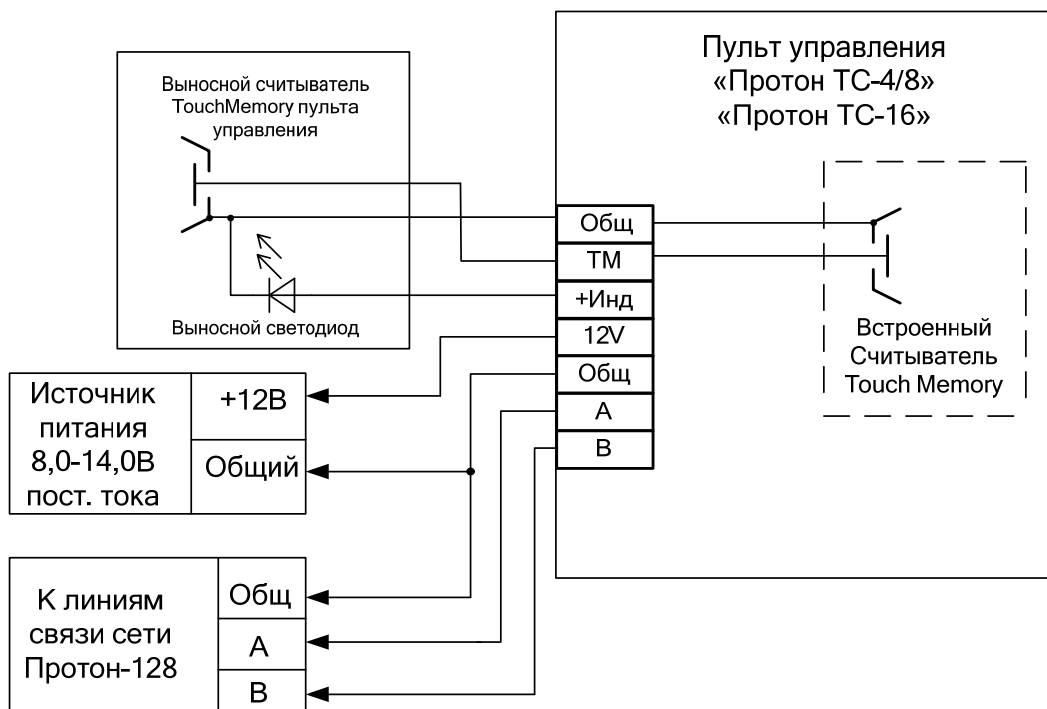 Пульт управления
«Протон ТС-4/8»
«Протон ТС-16»
Выносной считыватель
TouchMemory пульта
управления
Выносной светодиод
Общ
ТМ
+Инд
12V
Общ
А
В
Встроенный
Считыватель
Touch Memory
Источник
питания
8,0-14,0В
пост. тока
+12В
Общий
К линиям
связи сети
Протон-128
Общ
А
В